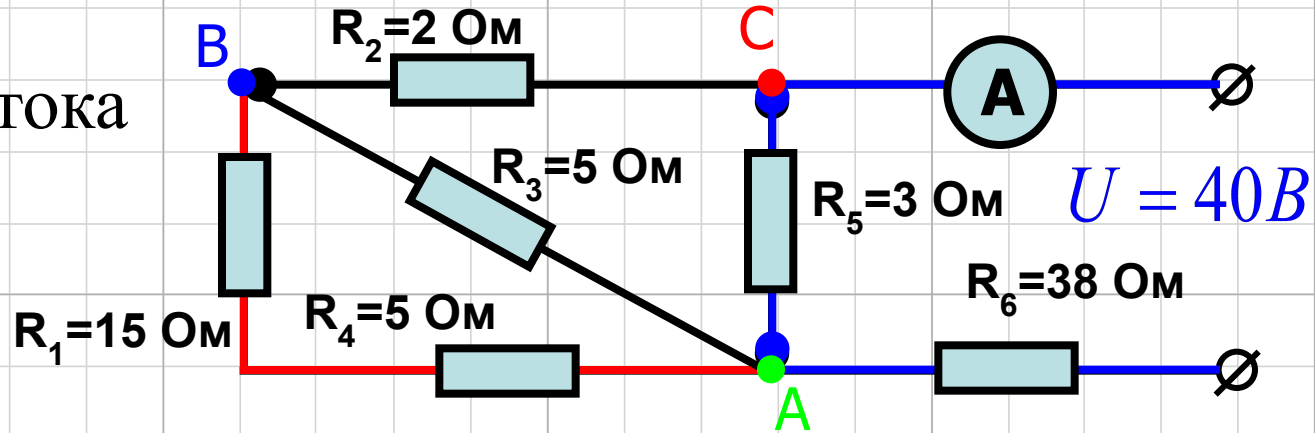 B
R2=2 Ом
C
тока
A
R3=5 Ом
R5=3 Ом
U = 40В
R6=38 Ом
R1=15 Ом
R4=5 Ом
A